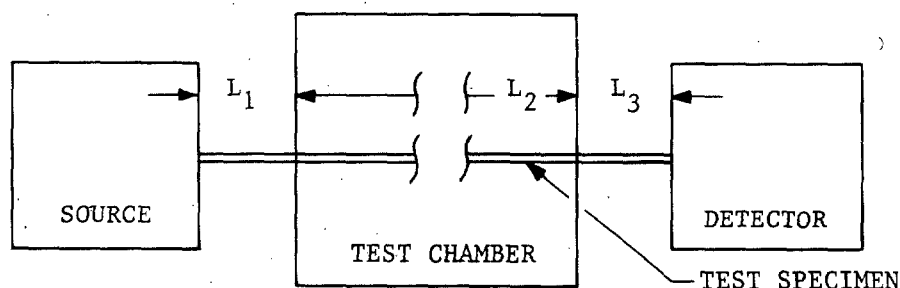 L1
L2
L3
SOURCE
TEST CHAMBER
DETECTOR
TEST SPECIMEN